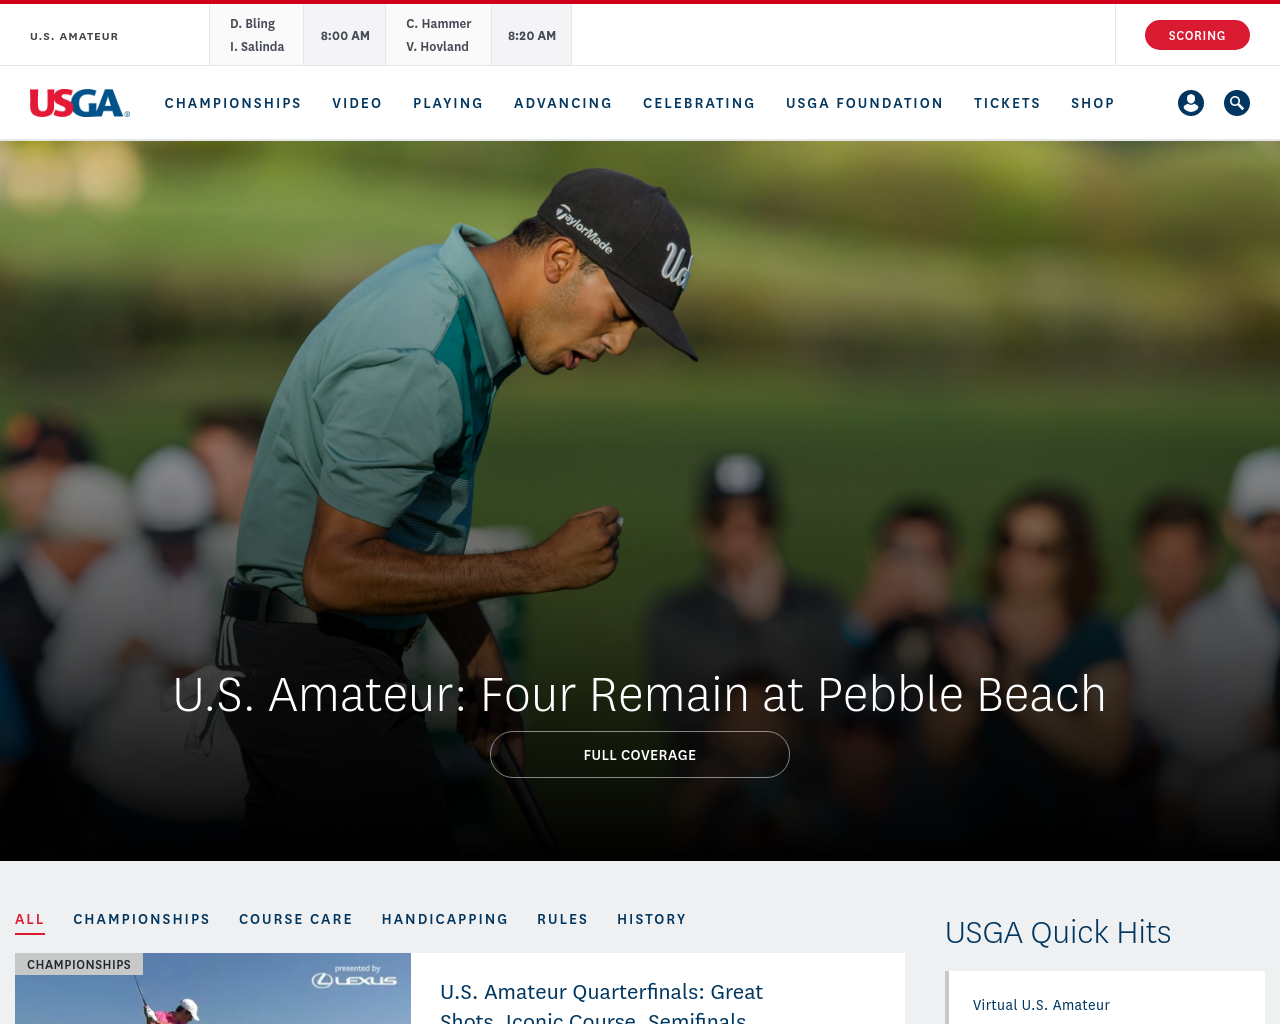 U.S. AMATEUR
D. Bling
I. Salinda
8:00 AM
C. Hammer
V. Hovland
8:20 AM
SCORING
USGA®
CHAMPIONSHIPS VIDEO PLAYING ADVANCING CELEBRATING USGA FOUNDATION TICKETS SHOP
TaylorMade
U.S. Amateur: Four Remain at Pebble Beach
FULL COVERAGE
ALL CHAMPIONSHIPS COURSE CARE HANDICAPPING RULES HISTORY
USGA Quick Hits
CHAMPIONSHIPS
presented by
LEXUS
U.S. Amateur Quarterfinals: Great
Shots, Iconic Course, Semifinals
Virtual U.S. Amateur